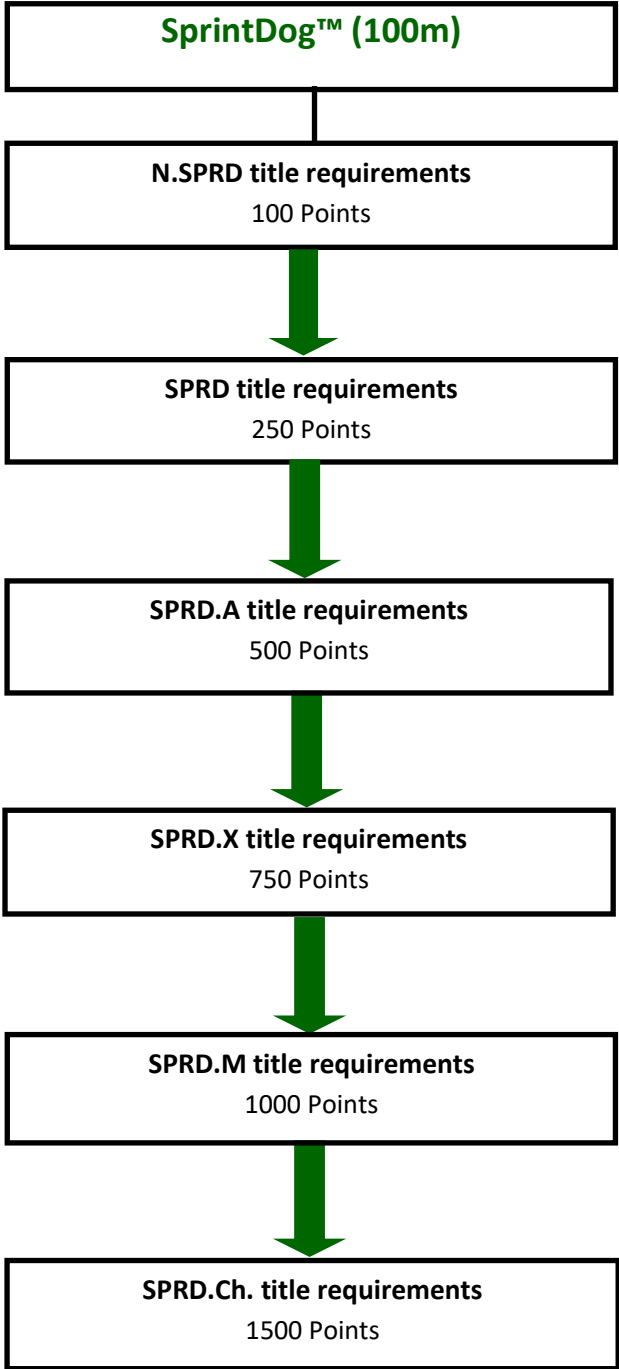 SprintDog™ (100m)
N.SPRD title requirements
100 Points
SPRD title requirements
250 Points
SPRD.A title requirements
500 Points
SPRD.X title requirements
750 Points
SPRD.M title requirements
1000 Points
SPRD.Ch. title requirements
1500 Points